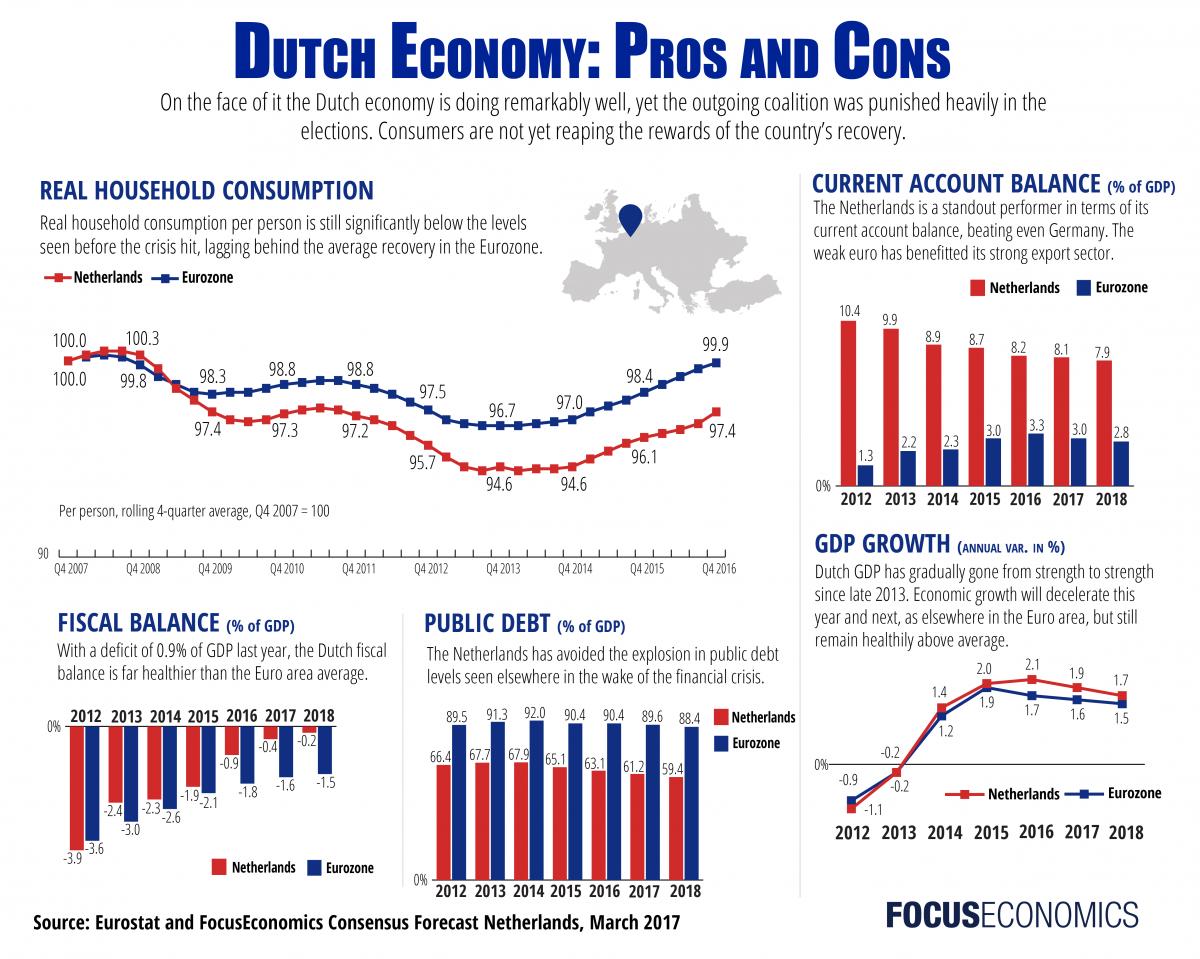 DUTCH ECONOMY: PROS AND CONS
On the face of it the Dutch economy is doing remarkably well, yet the outgoing coalition was punished heavily in the
elections. Consumers are not yet reaping the rewards of the country's recovery.
REAL HOUSEHOLD CONSUMPTION
Real household consumption per person is still significantly below the levels
seen before the crisis hit, lagging behind the average recovery in the Eurozone.
Netherlands Eurozone
100.0 100.3 98.3 98.8 98.8 97.5 96.7 97.0 98.4 99.9
100.0 99.8 97.4 97.3 97.2 95.7 94.6 94.6 96.1 97.4
Per person, rolling 4-quarter average, Q4 2007 = 100
90
Q4 2007 Q4 2008 Q4 2009 Q4 2010 Q4 2011 Q4 2012 Q4 2013 Q4 2014 Q4 2015 Q4 2016
CURRENT ACCOUNT BALANCE (% of GDP)
The Netherlands is a standout performer in terms of its
current account balance, beating even Germany. The
weak euro has benefitted its strong export sector.
Netherlands Eurozone
10.4 9.9 8.9 8.7 8.2 8.1 7.9
1.3 2.2 2.3 3.0 3.3 3.0 2.8
0%
2012 2013 2014 2015 2016 2017 2018
GDP GROWTH (ANNUAL VAR. IN %)
Dutch GDP has gradually gone from strength to strength
since late 2013. Economic growth will decelerate this
year and next, as elsewhere in the Euro area, but still
remain healthily above average.
-0.2 1.4 2.0 2.1 1.9 1.7
-0.9 1.2 1.9 1.7 1.6 1.5
0%
-1.1 -0.2
Netherlands Eurozone
2012 2013 2014 2015 2016 2017 2018
FISCAL BALANCE (% of GDP)
With a deficit of 0.9% of GDP last year, the Dutch fiscal
balance is far healthier than the Euro area average.
2012 2013 2014 2015 2016 2017 2018
0%
-3.9 -2.4 -2.3 -1.9 -0.9 -0.4 -0.2
-3.6 -3.0 -2.6 -2.1 -1.8 -1.6 -1.5
Netherlands Eurozone
PUBLIC DEBT (% of GDP)
The Netherlands has avoided the explosion in public debt
levels seen elsewhere in the wake of the financial crisis.
Netherlands
Eurozone
89.5 91.3 92.0 90.4 90.4 89.6 88.4
66.4 67.7 67.9 65.1 63.1 61.2 59.4
0%
2012 2013 2014 2015 2016 2017 2018
Source: Eurostat and FocusEconomics Consensus Forecast Netherlands, March 2017
FOCUSECONOMICS